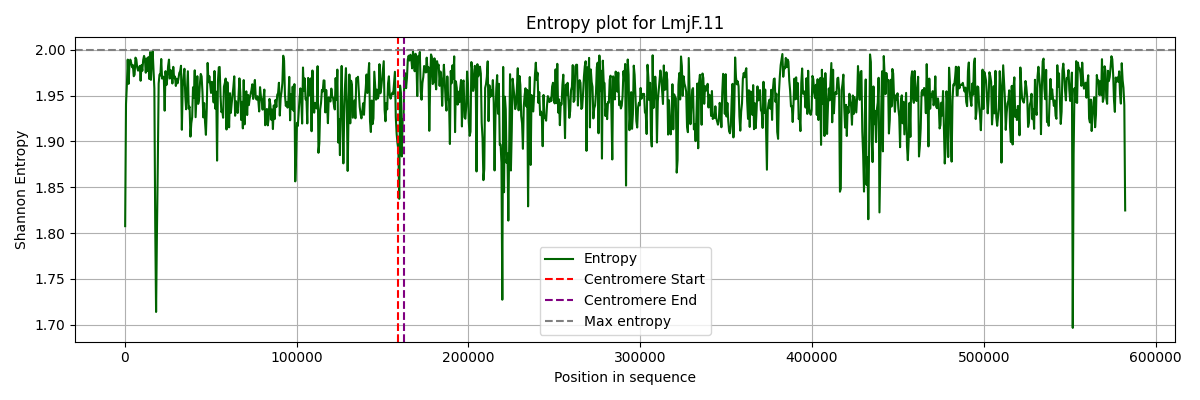 Entropy plot for LmjF.11
Shannon Entropy
2.00
1.95
1.90
1.85
1.80
1.75
1.70
Entropy
Centromere Start
Centromere End
Max entropy
0
100000
200000
300000
400000
500000
600000
Position in sequence